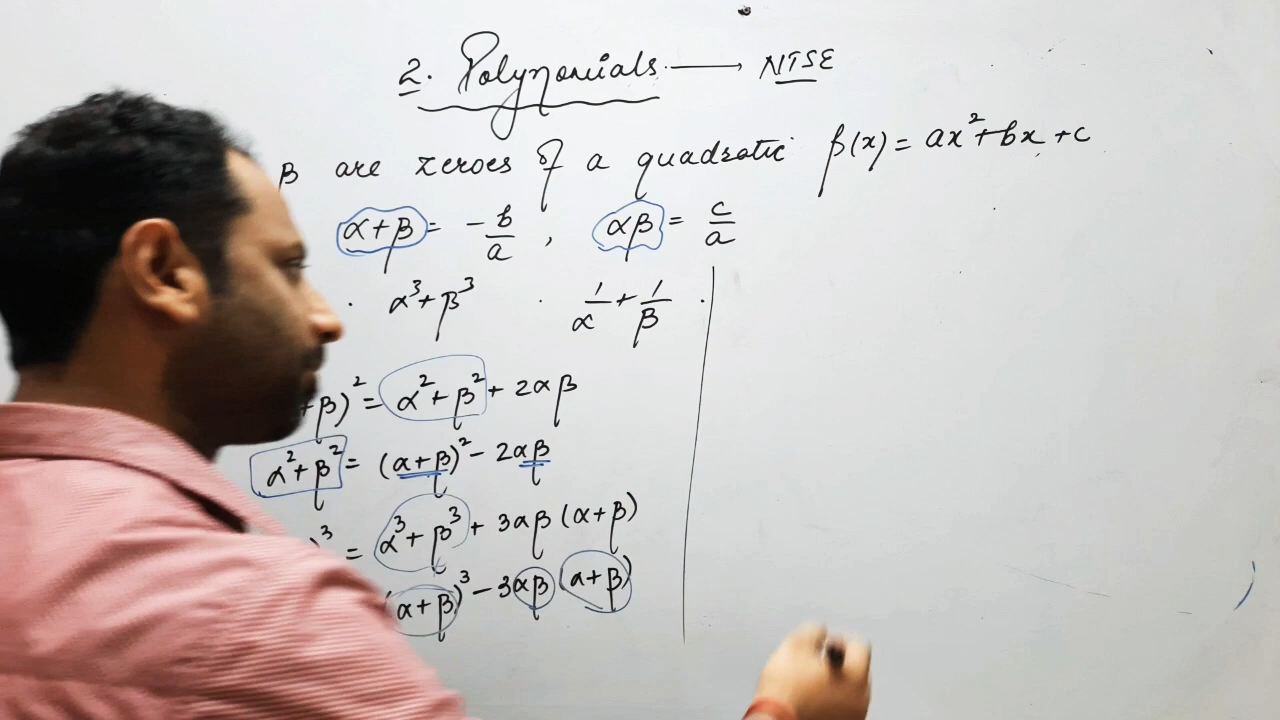 2. Polynomials → NTSE
β are zeroes of a quadratic p(x) = ax² + bx + c
α + β = - b/a , αβ = c/a
. α³ + β³ . 1/α + 1/β .
+ β)² = α² + β² + 2αβ
α² + β² = (α + β)² - 2αβ
)³ = α³ + β³ + 3αβ (α + β)
(α + β)³ - 3αβ (α + β)